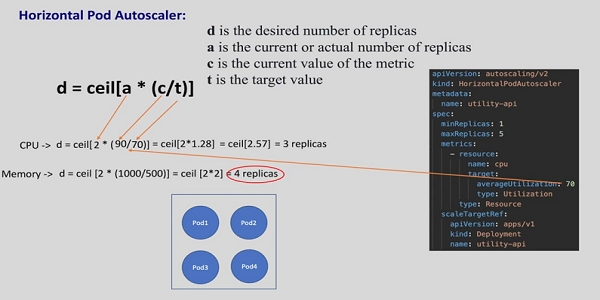 Horizontal Pod Autoscaler:
d is the desired number of replicas
a is the current or actual number of replicas
c is the current value of the metric
t is the target value
d = ceil[a * (c/t)]
CPU -> d = ceil[2 * (90/70)] = ceil[2*1.28] = ceil[2.57] = 3 replicas
Memory -> d = ceil [2 * (1000/500)] = ceil [2*2] = 4 replicas
Pod1
Pod2
Pod3
Pod4
apiVersion: autoscaling/v2
kind: HorizontalPodAutoscaler
metadata:
name: utility-api
spec:
minReplicas: 1
maxReplicas: 5
metrics:
- resource:
name: cpu
target:
averageUtilization: 70
type: Utilization
type: Resource
scaleTargetRef:
apiVersion: apps/v1
kind: Deployment
name: utility-api